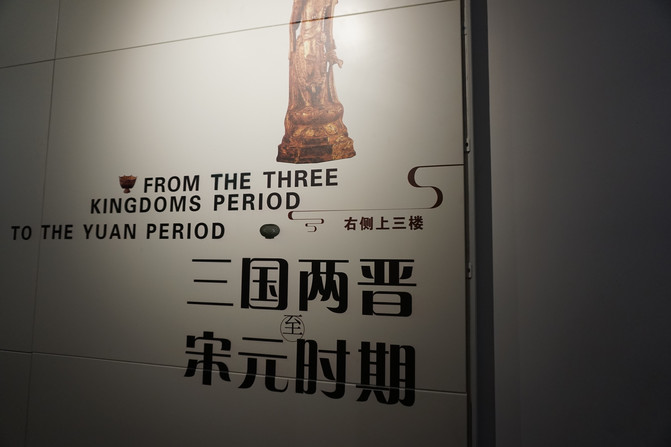 FROM THE THREE
KINGDOMS PERIOD
TO THE YUAN PERIOD
右侧上三楼
三国两晋
至
宋元时期